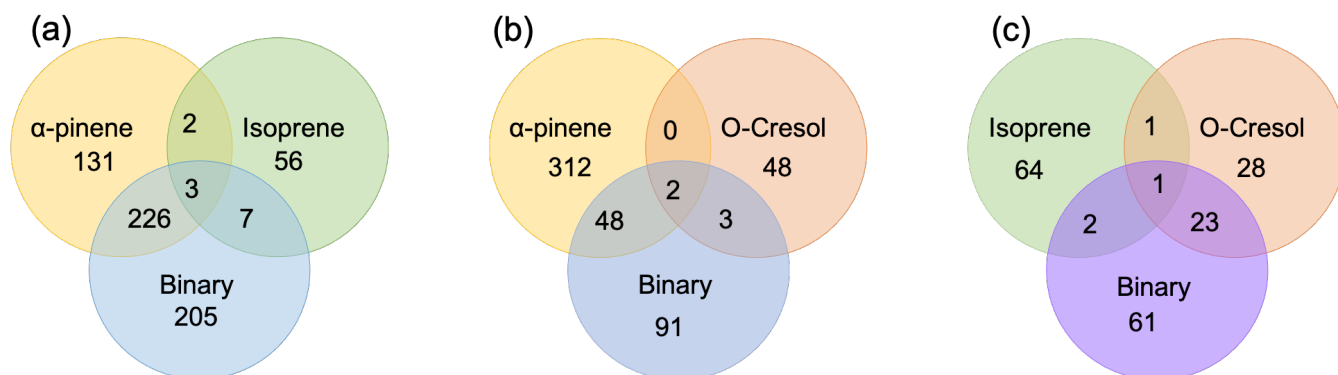 (a)
α-pinene
131
2
Isoprene
56
3
226
7
Binary
205
(b)
α-pinene
312
0
O-Cresol
48
2
48
3
Binary
91
(c)
Isoprene
64
1
O-Cresol
28
1
2
23
Binary
61